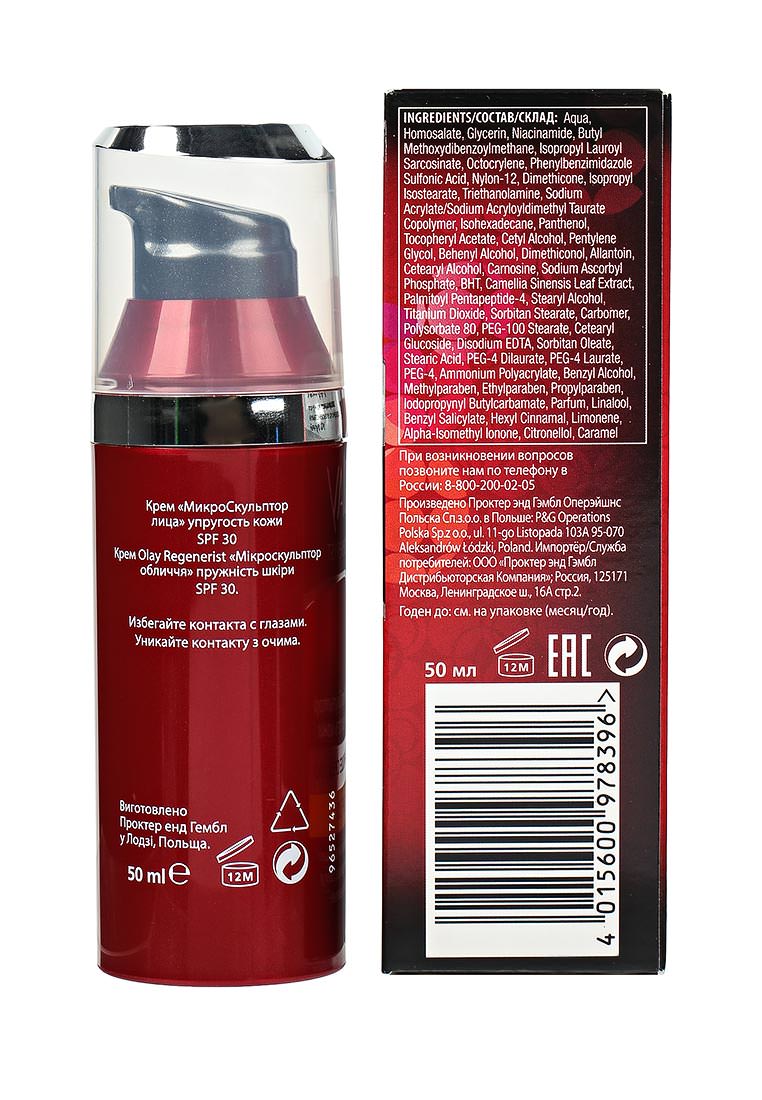 Крем «МикроСкульптор
лица» упругость кожи
SPF 30
Крем Olay Regenerist «Мікроскульптор
обличчя» пружність шкіри
SPF 30.
Избегайте контакта с глазами.
Уникайте контакту з очима.
Виготовлено
Проктер енд Гембл
у Лодзі, Польща.
50 ml ℮
12M
96527436
INGREDIENTS/СОСТАВ/СКЛАД: Aqua,
Homosalate, Glycerin, Niacinamide, Butyl
Methoxydibenzoylmethane, Isopropyl Lauroyl
Sarcosinate, Octocrylene, Phenylbenzimidazole
Sulfonic Acid, Nylon-12, Dimethicone, Isopropyl
Isostearate, Triethanolamine, Sodium
Acrylate/Sodium Acryloyldimethyl Taurate
Copolymer, Isohexadecane, Panthenol,
Tocopheryl Acetate, Cetyl Alcohol, Pentylene
Glycol, Behenyl Alcohol, Dimethiconol, Allantoin,
Cetearyl Alcohol, Carnosine, Sodium Ascorbyl
Phosphate, BHT, Camellia Sinensis Leaf Extract,
Palmitoyl Pentapeptide-4, Stearyl Alcohol,
Titanium Dioxide, Sorbitan Stearate, Carbomer,
Polysorbate 80, PEG-100 Stearate, Cetearyl
Glucoside, Disodium EDTA, Sorbitan Oleate,
Stearic Acid, PEG-4 Dilaurate, PEG-4 Laurate,
PEG-4, Ammonium Polyacrylate, Benzyl Alcohol,
Methylparaben, Ethylparaben, Propylparaben,
Iodopropynyl Butylcarbamate, Parfum, Linalool,
Benzyl Salicylate, Hexyl Cinnamal, Limonene,
Alpha-Isomethyl Ionone, Citronellol, Caramel
При возникновении вопросов
позвоните нам по телефону в
России: 8-800-200-02-05
Произведено Проктер энд Гэмбл Оперэйшнс
Польска Сп.з.о.о. в Польше: P&G Operations
Polska Sp.z o.o., ul. 11-go Listopada 103A 95-070
Aleksandrów Łódzki, Poland. Импортёр/Служба
потребителей: ООО «Проктер энд Гэмбл
Дистрибьюторская Компания»; Россия, 125171
Москва, Ленинградское ш., 16А стр.2.
Годен до: см. на упаковке (месяц/год).
50 мл
12M
EAC
4 015600 978396 >